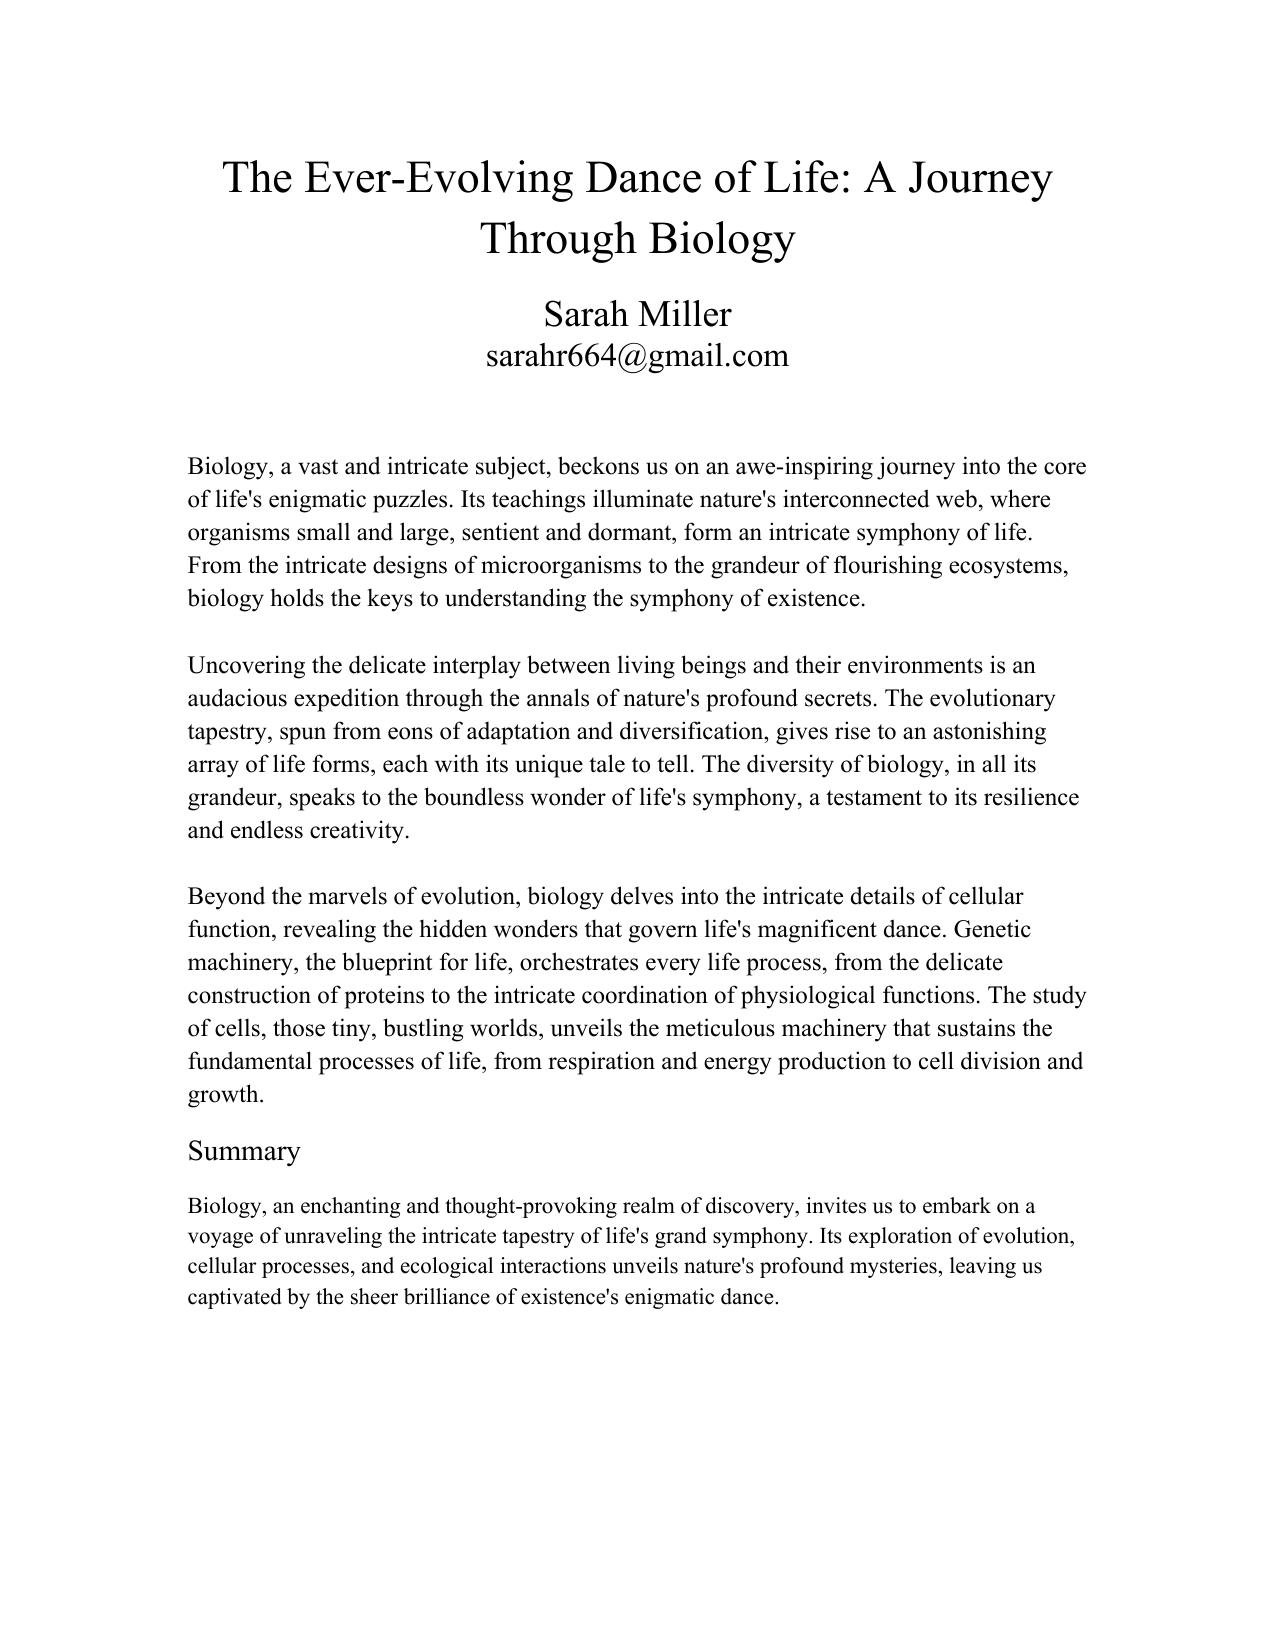 The Ever-Evolving Dance of Life: A Journey
Through Biology
Sarah Miller
sarahr664@gmail.com
Biology, a vast and intricate subject, beckons us on an awe-inspiring journey into the core
of life's enigmatic puzzles. Its teachings illuminate nature's interconnected web, where
organisms small and large, sentient and dormant, form an intricate symphony of life.
From the intricate designs of microorganisms to the grandeur of flourishing ecosystems,
biology holds the keys to understanding the symphony of existence.
Uncovering the delicate interplay between living beings and their environments is an
audacious expedition through the annals of nature's profound secrets. The evolutionary
tapestry, spun from eons of adaptation and diversification, gives rise to an astonishing
array of life forms, each with its unique tale to tell. The diversity of biology, in all its
grandeur, speaks to the boundless wonder of life's symphony, a testament to its resilience
and endless creativity.
Beyond the marvels of evolution, biology delves into the intricate details of cellular
function, revealing the hidden wonders that govern life's magnificent dance. Genetic
machinery, the blueprint for life, orchestrates every life process, from the delicate
construction of proteins to the intricate coordination of physiological functions. The study
of cells, those tiny, bustling worlds, unveils the meticulous machinery that sustains the
fundamental processes of life, from respiration and energy production to cell division and
growth.
Summary
Biology, an enchanting and thought-provoking realm of discovery, invites us to embark on a
voyage of unraveling the intricate tapestry of life's grand symphony. Its exploration of evolution,
cellular processes, and ecological interactions unveils nature's profound mysteries, leaving us
captivated by the sheer brilliance of existence's enigmatic dance.